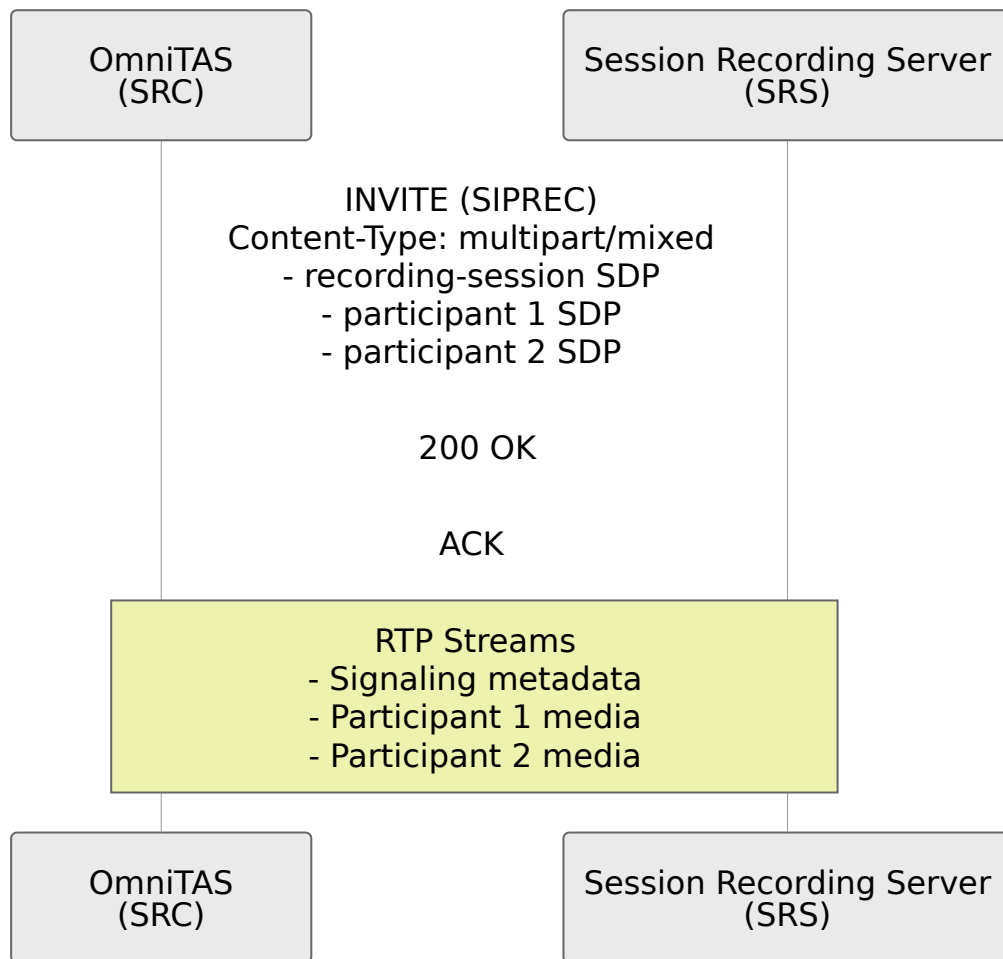 OmniTAS
(SRC)
Session Recording Server
(SRS)
INVITE (SIPREC)
Content-Type: multipart/mixed
- recording-session SDP
- participant 1 SDP
- participant 2 SDP
200 OK
ACK
RTP Streams
- Signaling metadata
- Participant 1 media
- Participant 2 media
OmniTAS
(SRC)
Session Recording Server
(SRS)